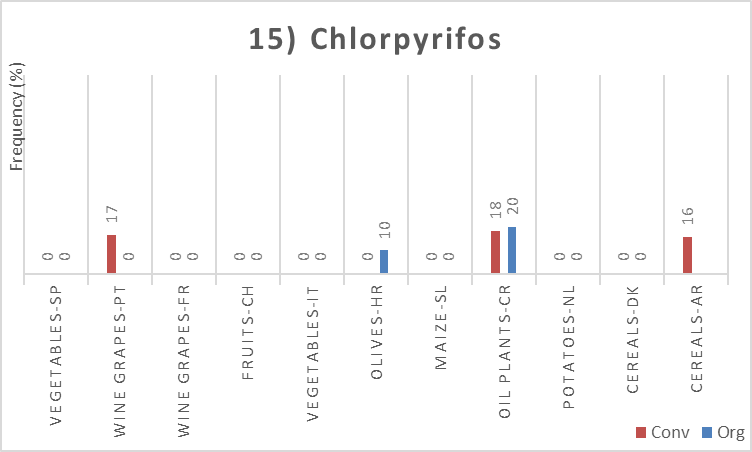 15) Chlorpyrifos
Frequency (%)
0 0
17 0
0 0
0 0
0 0
0 10
0 0
18 20
0 0
0 0
16
VEGETABLES-SP
WINE GRAPES-PT
WINE GRAPES-FR
FRUITS-CH
VEGETABLES-IT
OLIVES-HR
MAIZE-SL
OIL PLANTS-CR
POTATOES-NL
CEREALS-DK
CEREALS-AR
Conv Org